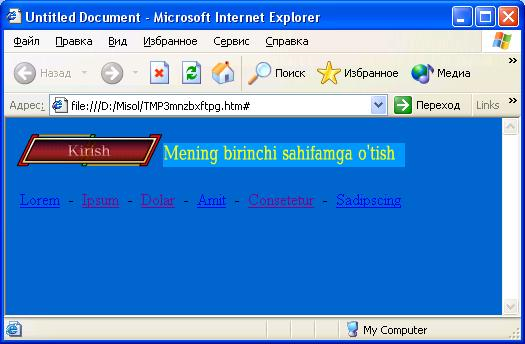 Untitled Document - Microsoft Internet Explorer
Файл Правка Вид Избранное Сервис Справка
Назад Поиск Избранное Медиа
Адрес: file:///D:/Misol/TMP3mnzbxftpg.htm# Переход Links
Kirish Mening birinchi sahifamga o'tish
Lorem - Ipsum - Dolar - Amit - Consetetur - Sadipscing
My Computer